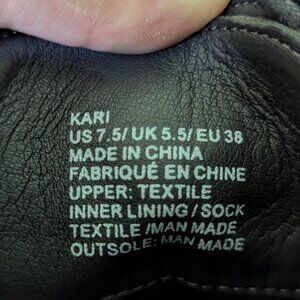 KARI
US 7.5/ UK 5.5/ EU 38
MADE IN CHINA
FABRIQUÉ EN CHINE
UPPER: TEXTILE
INNER LINING / SOCK
TEXTILE /MAN MADE
OUTSOLE: MAN MADE